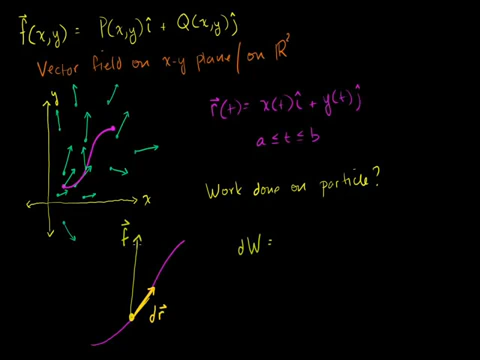 f⃗(x,y) = P(x,y)î + Q(x,y)ĵ
Vector field on x-y plane / on ℝ²
y
r⃗(t) = x(t)î + y(t)ĵ
a ≤ t ≤ b
x
Work done on particle?
f⃗
dW =
dr⃗